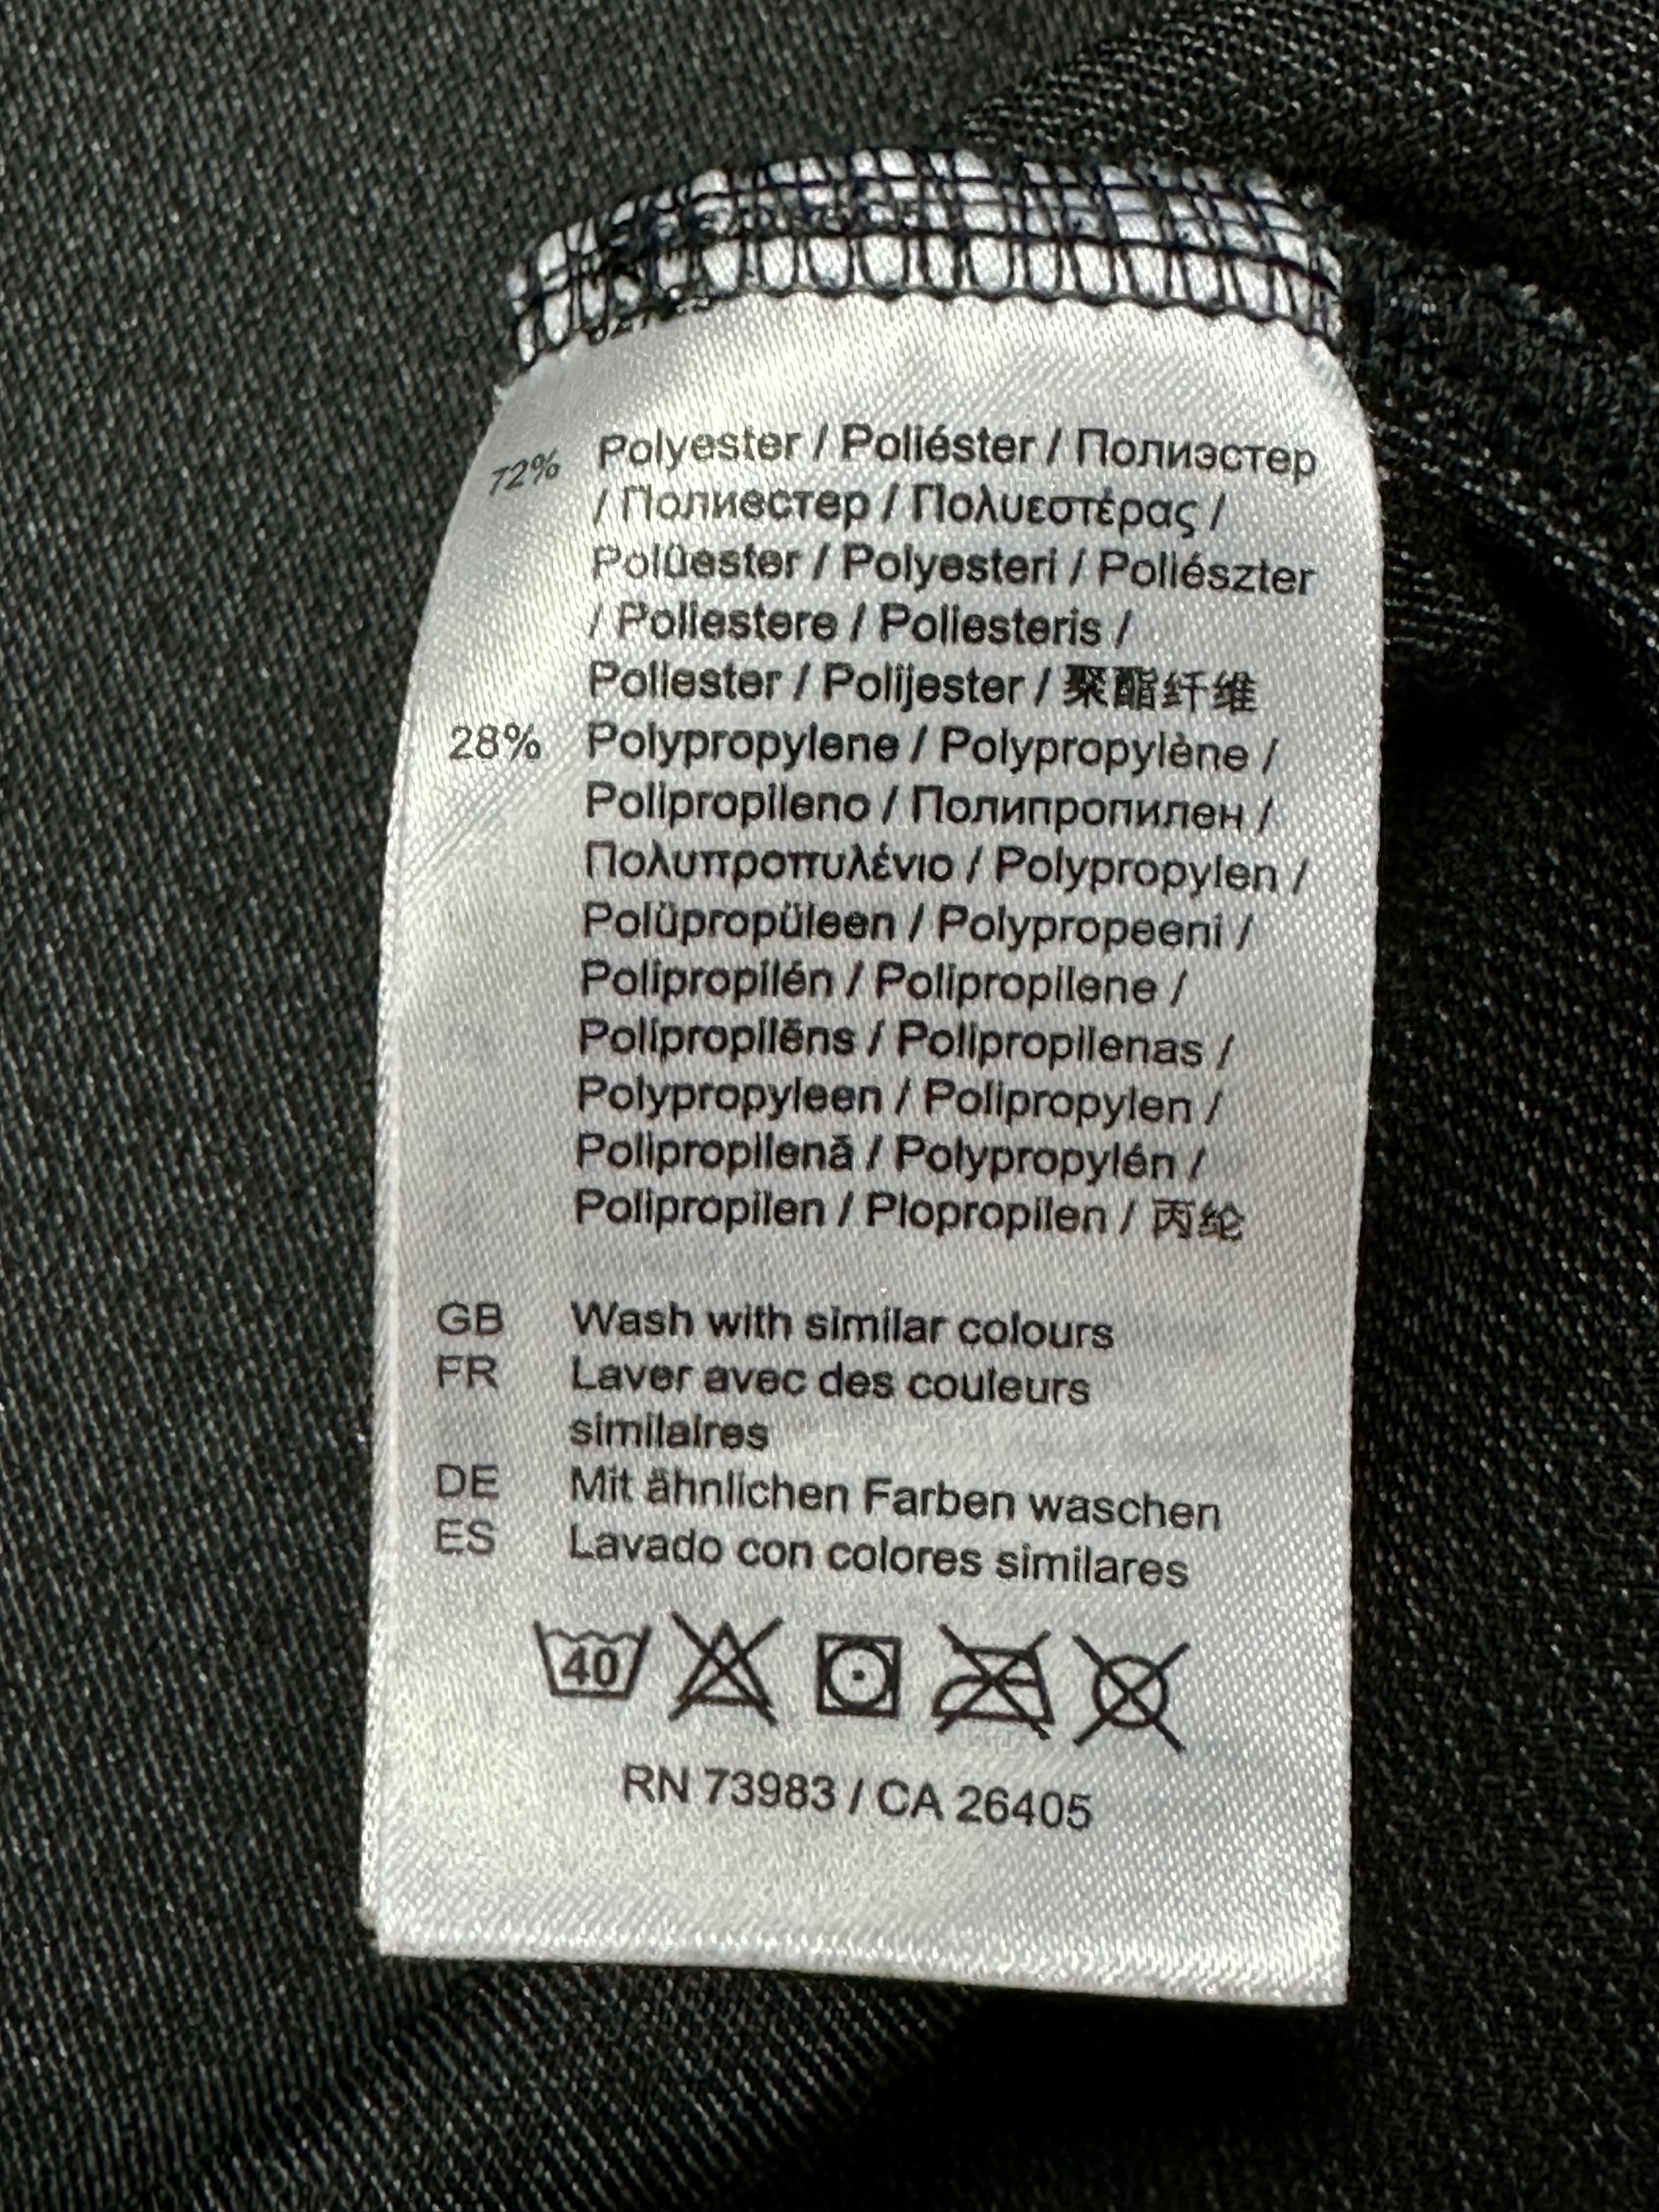 72% Polyester / Poliéster / Полиэстер
/ Полиестер / Πολυεστέρας /
Polüester / Polyesteri / Poliészter
/ Poliestere / Poliesteris /
Poliester / Polijester / 聚酯纤维
28% Polypropylene / Polypropylène /
Polipropileno / Полипропилен /
Πολυπροπυλένιο / Polypropylen /
Polüpropüleen / Polypropeeni /
Polipropilén / Polipropilene /
Polipropilēns / Polipropilenas /
Polypropyleen / Polipropylen /
Polipropilenă / Polypropylén /
Polipropilen / Plopropilen / 丙纶
GB Wash with similar colours
FR Laver avec des couleurs
similaires
DE Mit ähnlichen Farben waschen
ES Lavado con colores similares
40
RN 73983 / CA 26405